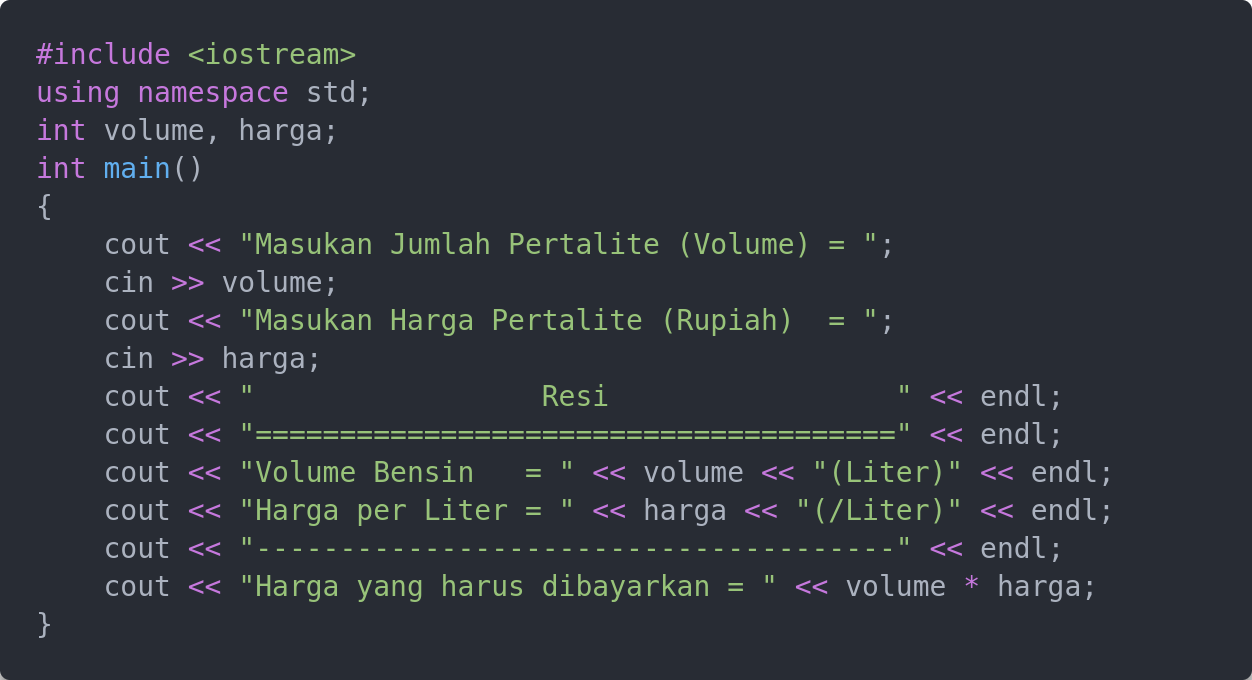 #include <iostream>
using namespace std;
int volume, harga;
int main()
{
    cout << "Masukan Jumlah Pertalite (Volume) = ";
    cin >> volume;
    cout << "Masukan Harga Pertalite (Rupiah)  = ";
    cin >> harga;
    cout << "                 Resi                 " << endl;
    cout << "======================================" << endl;
    cout << "Volume Bensin   = " << volume << "(Liter)" << endl;
    cout << "Harga per Liter = " << harga << "(/Liter)" << endl;
    cout << "--------------------------------------" << endl;
    cout << "Harga yang harus dibayarkan = " << volume * harga;
}